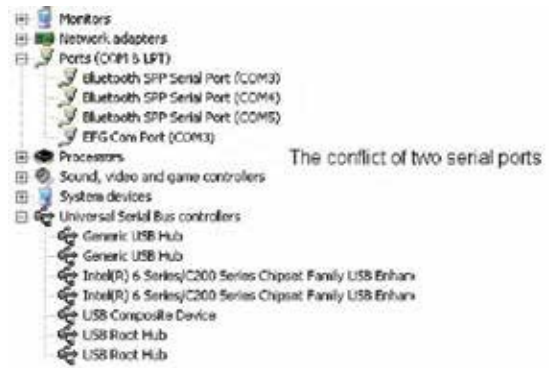 Monitors
Network adapters
Ports (COM & LPT)
Bluetooth SPP Serial Port (COM3)
Bluetooth SPP Serial Port (COM4)
Bluetooth SPP Serial Port (COM5)
EFG Com Port (COM3)
Processors
The conflict of two serial ports
Sound, video and game controllers
System devices
Universal Serial Bus controllers
Generic USB Hub
Generic USB Hub
Intel(R) 6 Series/C200 Series Chipset Family USB Enhan
Intel(R) 6 Series/C200 Series Chipset Family USB Enhan
USB Composite Device
USB Root Hub
USB Root Hub